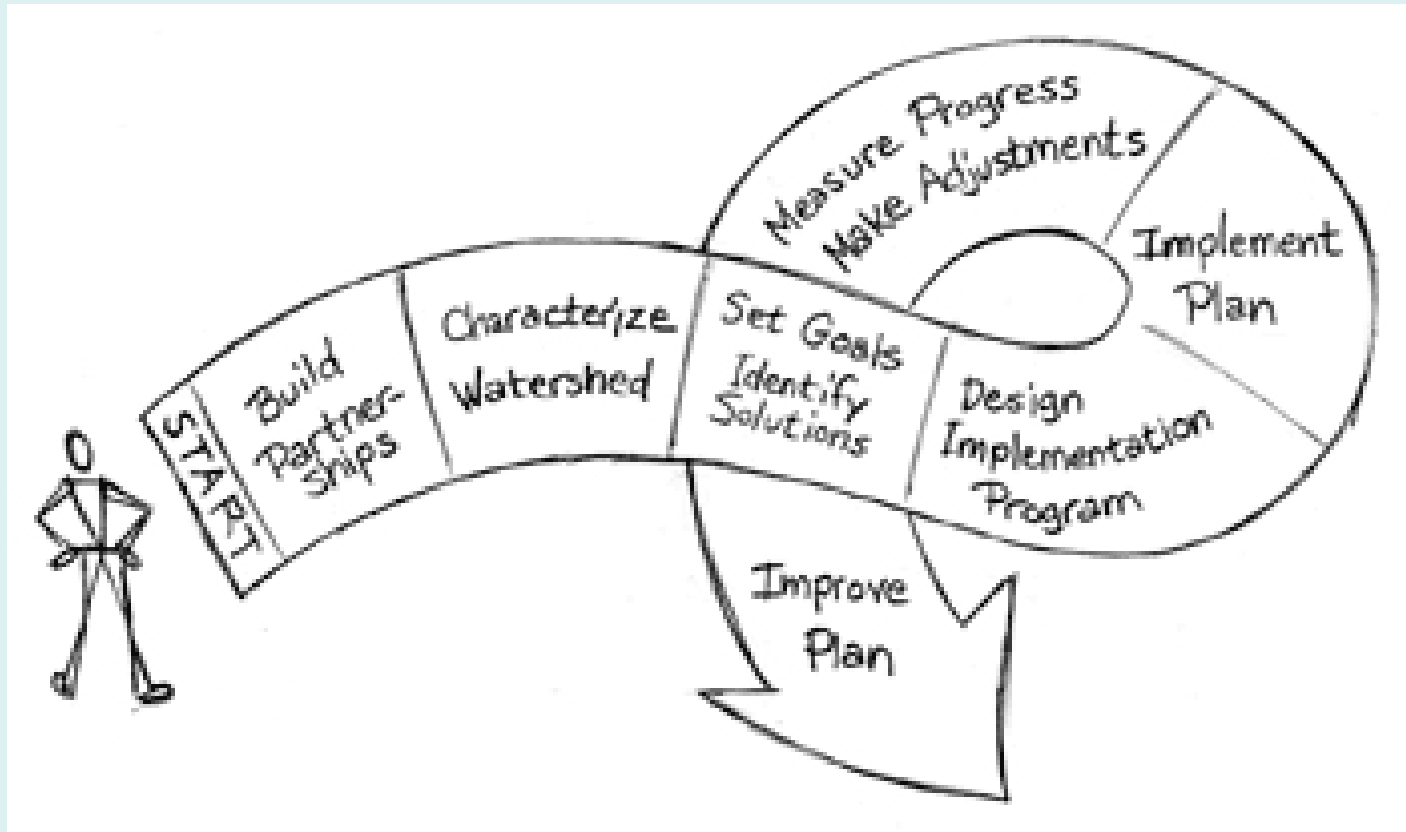 START
Build
Partner-
ships
Characterize
Watershed
Set Goals
Identify
Solutions
Design
Implementation
Program
Implement
Plan
Measure Progress
Make Adjustments
Improve
Plan